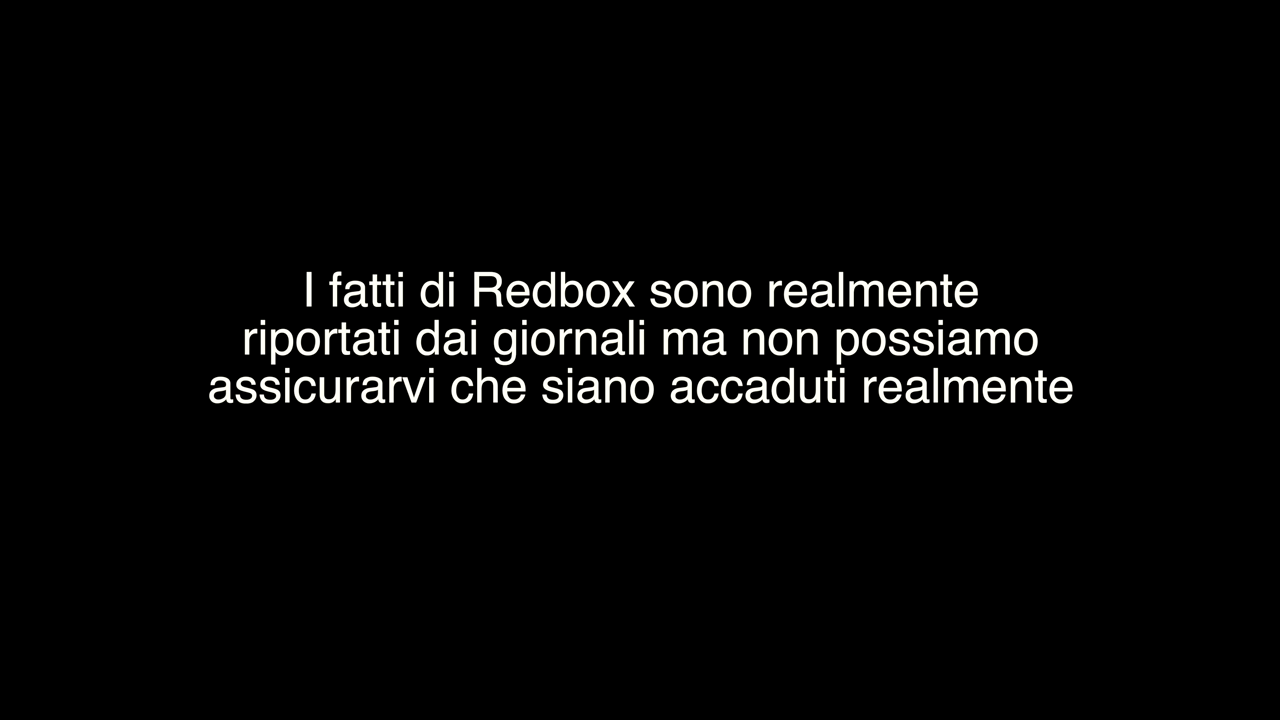 I fatti di Redbox sono realmente
riportati dai giornali ma non possiamo
assicurarvi che siano accaduti realmente